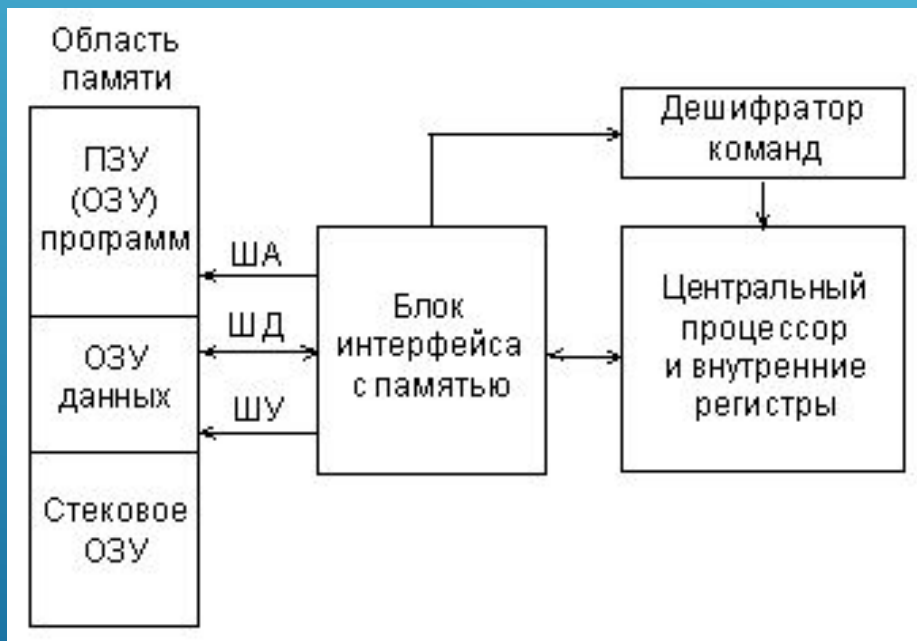 Область
памяти
ПЗУ
(ОЗУ)
программ
ОЗУ
данных
Стековое
ОЗУ
ША
ШД
ШУ
Блок
интерфейса
с памятью
Дешифратор
команд
Центральный
процессор
и внутренние
регистры